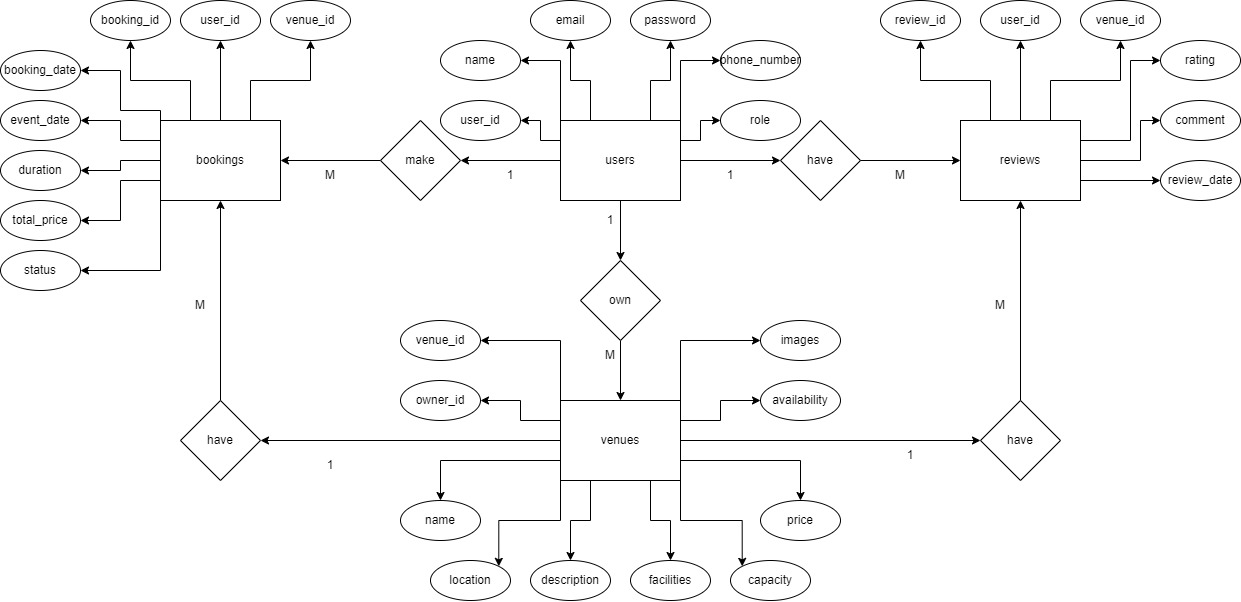 booking_id
user_id
venue_id
email
password
review_id
user_id
venue_id
booking_date
name
phone_number
rating
event_date
user_id
role
comment
bookings
make
users
have
reviews
duration
M
1
1
M
review_date
total_price
1
status
own
M
M
M
venue_id
images
owner_id
availability
have
venues
have
1
1
name
price
location
description
facilities
capacity